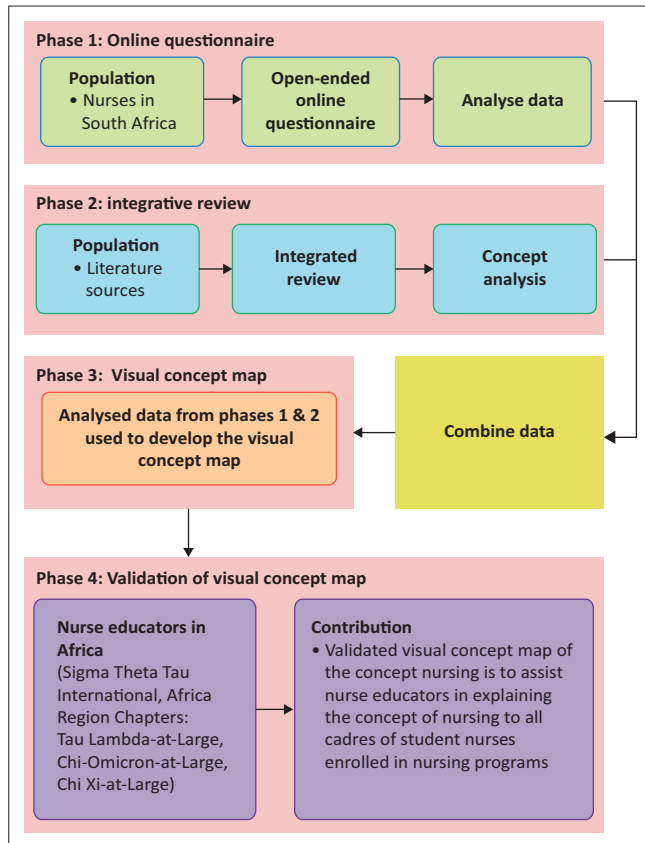 Phase 1: Online questionnaire
Population
• Nurses in
South Africa
Open-ended
online
questionnaire
Analyse data
Phase 2: integrative review
Population
• Literature
sources
Integrated
review
Concept
analysis
Phase 3: Visual concept map
Analysed data from phases 1 & 2
used to develop the visual
concept map
Combine data
Phase 4: Validation of visual concept map
Nurse educators in
Africa
(Sigma Theta Tau
International, Africa
Region Chapters:
Tau Lambda-at-Large,
Chi-Omicron-at-Large,
Chi Xi-at-Large)
Contribution
• Validated visual concept map of
the concept nursing is to assist
nurse educators in explaining
the concept of nursing to all
cadres of student nurses
enrolled in nursing programs